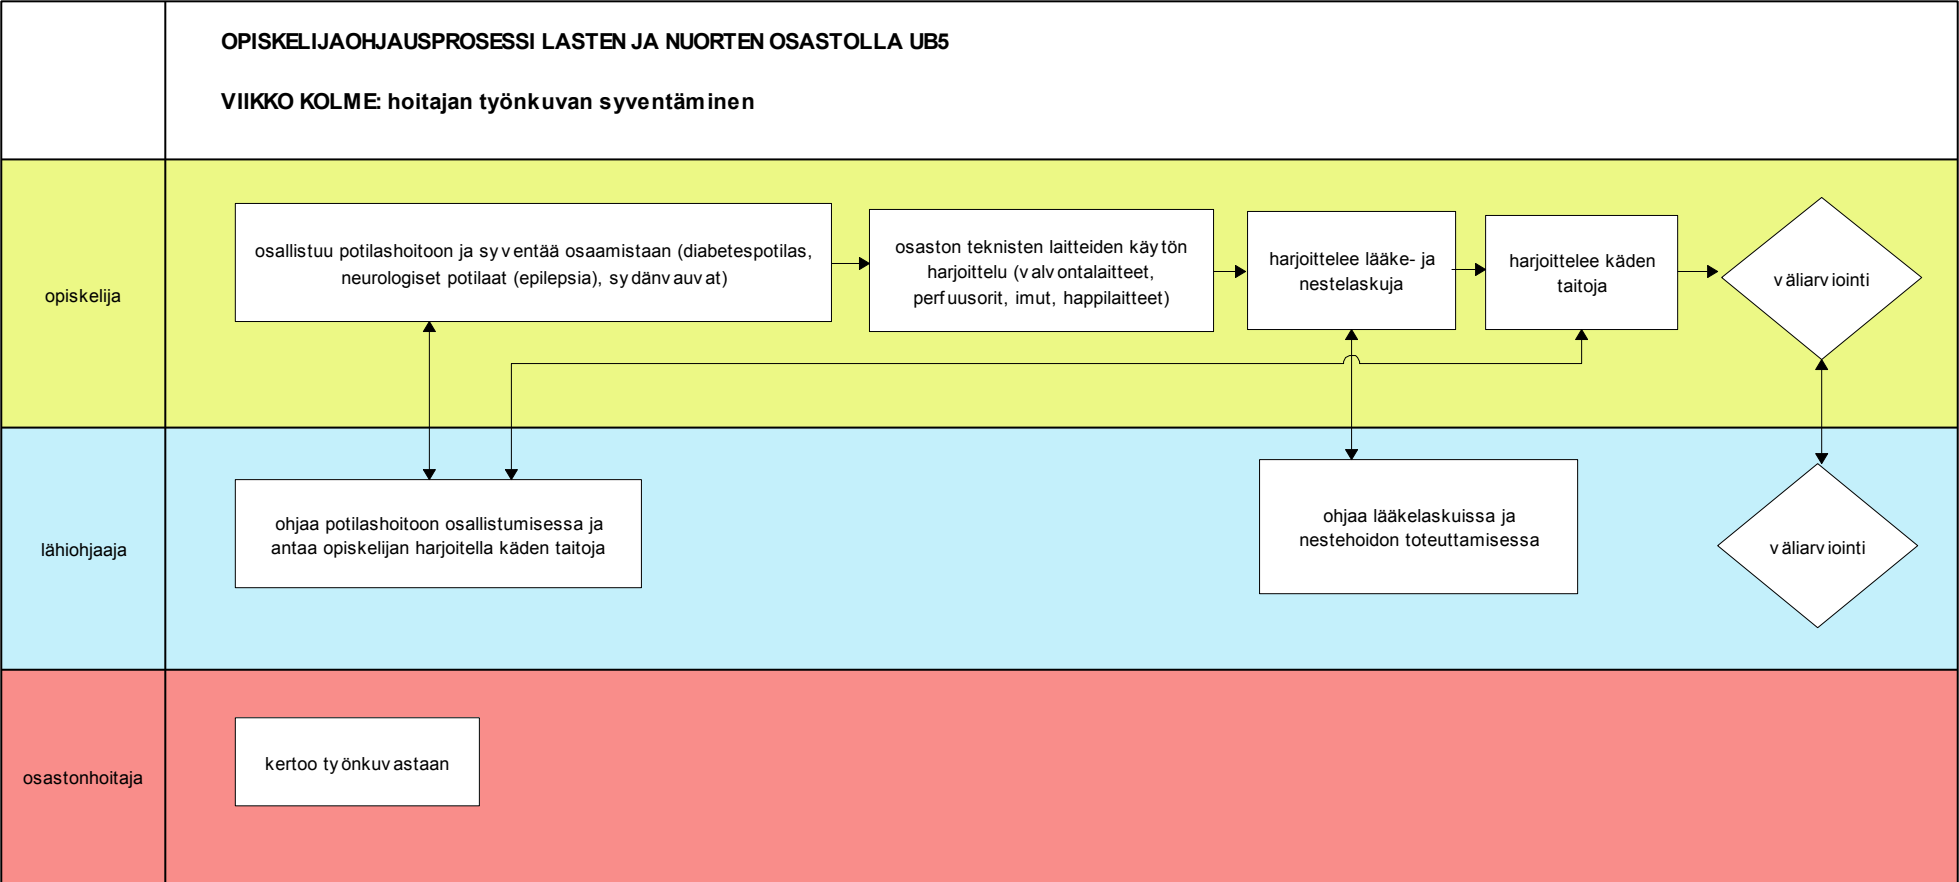 OPISKELIJAOHJAUSPROSESSI LASTEN JA NUORTEN OSASTOLLA UB5
VIIKKO KOLME: hoitajan työnkuvan syventäminen
opiskelija
osallistuu potilashoitoon ja syventää osaamistaan (diabetespotilas,
neurologiset potilaat (epilepsia), sydänvauvat)
osaston teknisten laitteiden käytön
harjoittelu (valvontalaitteet,
perfuusorit, imut, happilaitteet)
harjoittelee lääke- ja
nestelaskuja
harjoittelee käden
taitoja
väliarviointi
lähiohjaaja
ohjaa potilashoitoon osallistumisessa ja
antaa opiskelijan harjoitella käden taitoja
ohjaa lääkelaskuissa ja
nestehoidon toteuttamisessa
väliarviointi
osastonhoitaja
kertoo työnkuvastaan